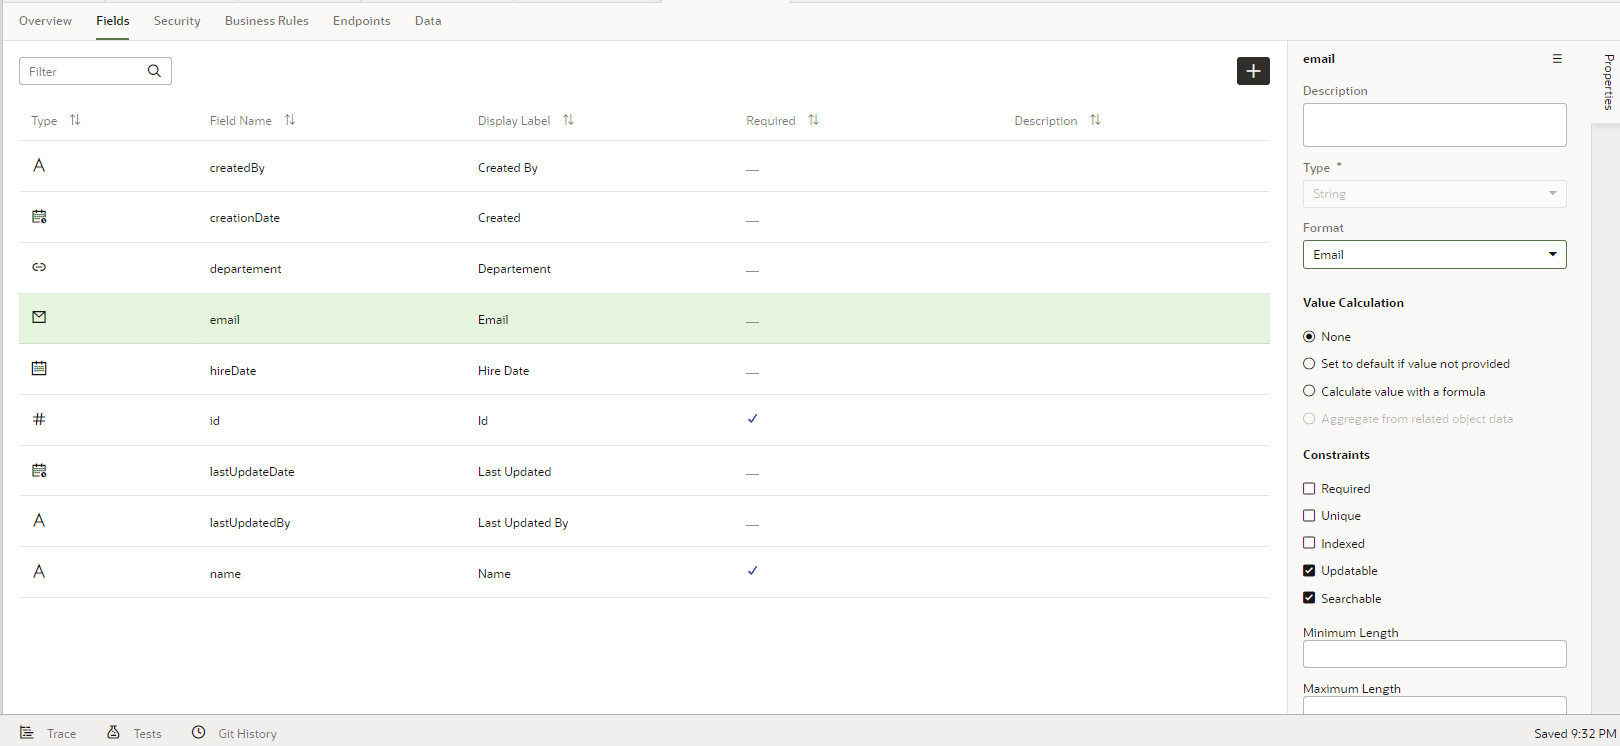 Overview Fields Security Business Rules Endpoints Data
Filter
Type Field Name Display Label Required Description
createdBy Created By
creationDate Created
departement Departement
email Email
hireDate Hire Date
id Id
lastUpdateDate Last Updated
lastUpdatedBy Last Updated By
name Name
email
Description
Type *
String
Format
Email
Value Calculation
None
Set to default if value not provided
Calculate value with a formula
Aggregate from related object data
Constraints
Required
Unique
Indexed
Updatable
Searchable
Minimum Length
Maximum Length
Properties
Trace Tests Git History
Saved 9:32 PM